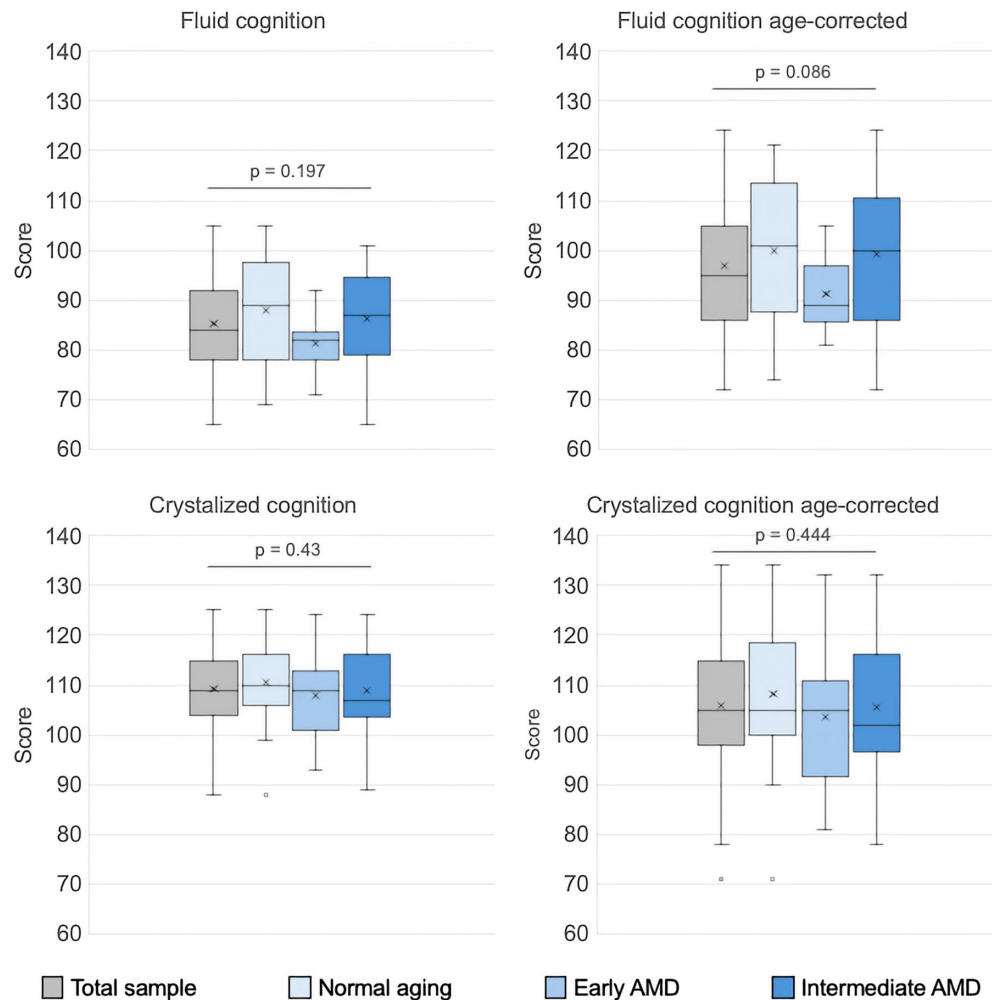 Fluid cognition
140
130
120
110
100
90
80
70
60
Score
p = 0.197
Fluid cognition age-corrected
140
130
120
110
100
90
80
70
60
Score
p = 0.086
Crystalized cognition
140
130
120
110
100
90
80
70
60
Score
p = 0.43
Crystalized cognition age-corrected
140
130
120
110
100
90
80
70
60
Score
p = 0.444
Total sample
Normal aging
Early AMD
Intermediate AMD